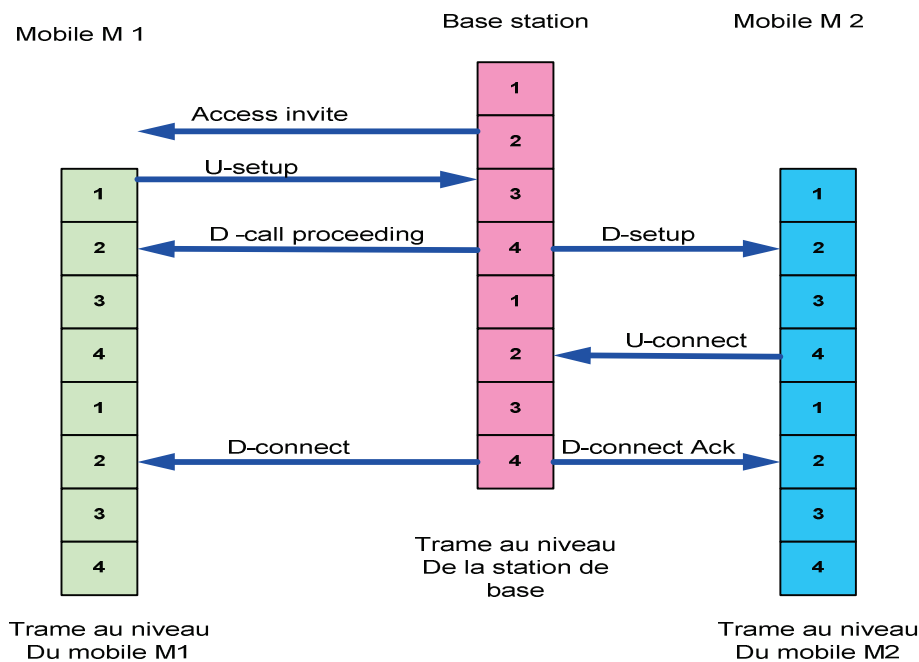 Mobile M 1
Base station
Mobile M 2
1
Access invite
2
U-setup
1
3
1
D -call proceeding
D-setup
2
4
2
3
1
3
U-connect
4
2
4
1
3
1
D-connect
D-connect Ack
2
4
2
3
3
4
4
Trame au niveau
De la station de
base
Trame au niveau
Du mobile M1
Trame au niveau
Du mobile M2